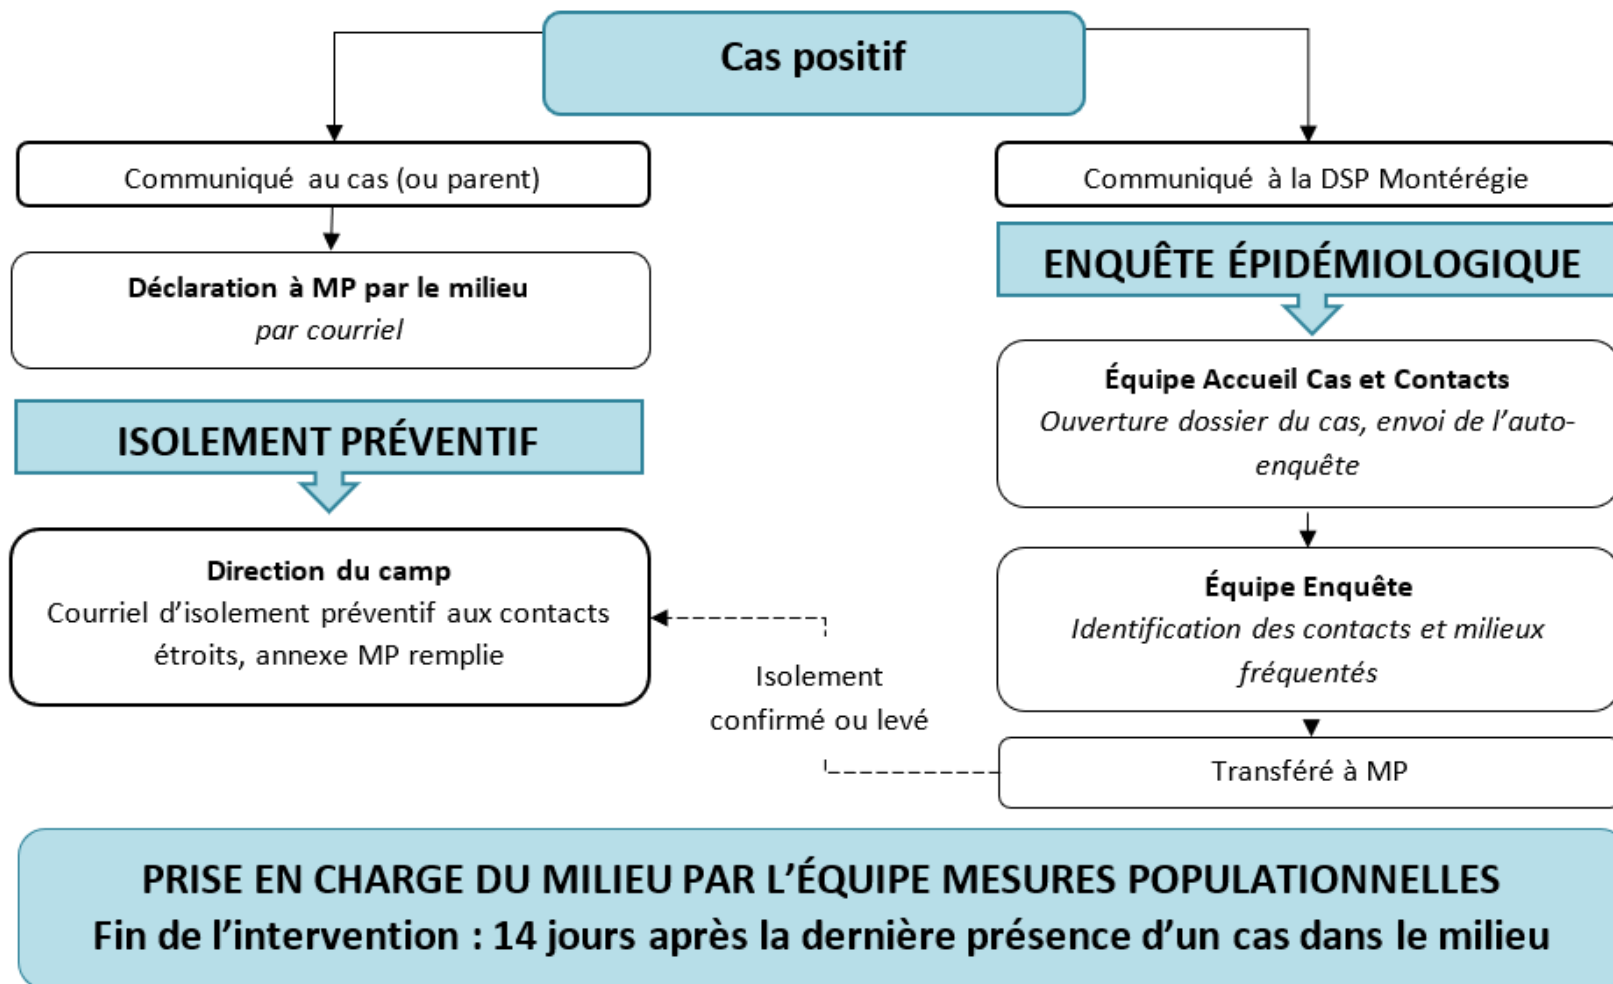 Cas positif
Communiqué au cas (ou parent)
Déclaration à MP par le milieu
par courriel
ISOLEMENT PRÉVENTIF
Direction du camp
Courriel d’isolement préventif aux contacts
étroits, annexe MP remplie
Isolement
confirmé ou levé
Communiqué à la DSP Montérégie
ENQUÊTE ÉPIDÉMIOLOGIQUE
Équipe Accueil Cas et Contacts
Ouverture dossier du cas, envoi de l’auto-
enquête
Équipe Enquête
Identification des contacts et milieux
fréquentés
Transféré à MP
PRISE EN CHARGE DU MILIEU PAR L’ÉQUIPE MESURES POPULATIONNELLES
Fin de l’intervention : 14 jours après la dernière présence d’un cas dans le milieu